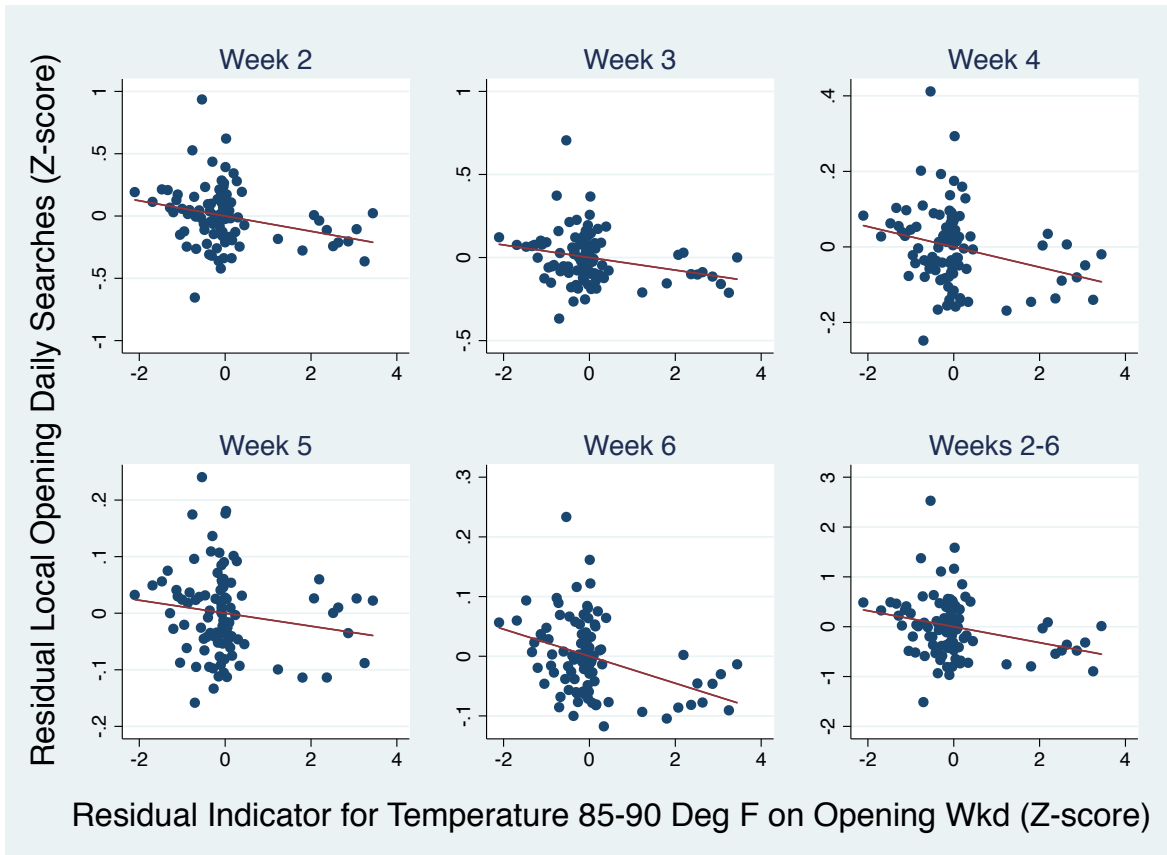 Residual Local Opening Daily Searches (Z-score)
Week 2
1
.5
0
-.5
-1
-2 0 2 4
Week 3
1
.5
0
-.5
-2 0 2 4
Week 4
.4
.2
0
-.2
-2 0 2 4
Week 5
.2
.1
0
-.1
-.2
-2 0 2 4
Week 6
.3
.2
.1
0
-.1
-2 0 2 4
Weeks 2-6
3
2
1
0
-1
-2
-2 0 2 4
Residual Indicator for Temperature 85-90 Deg F on Opening Wkd (Z-score)